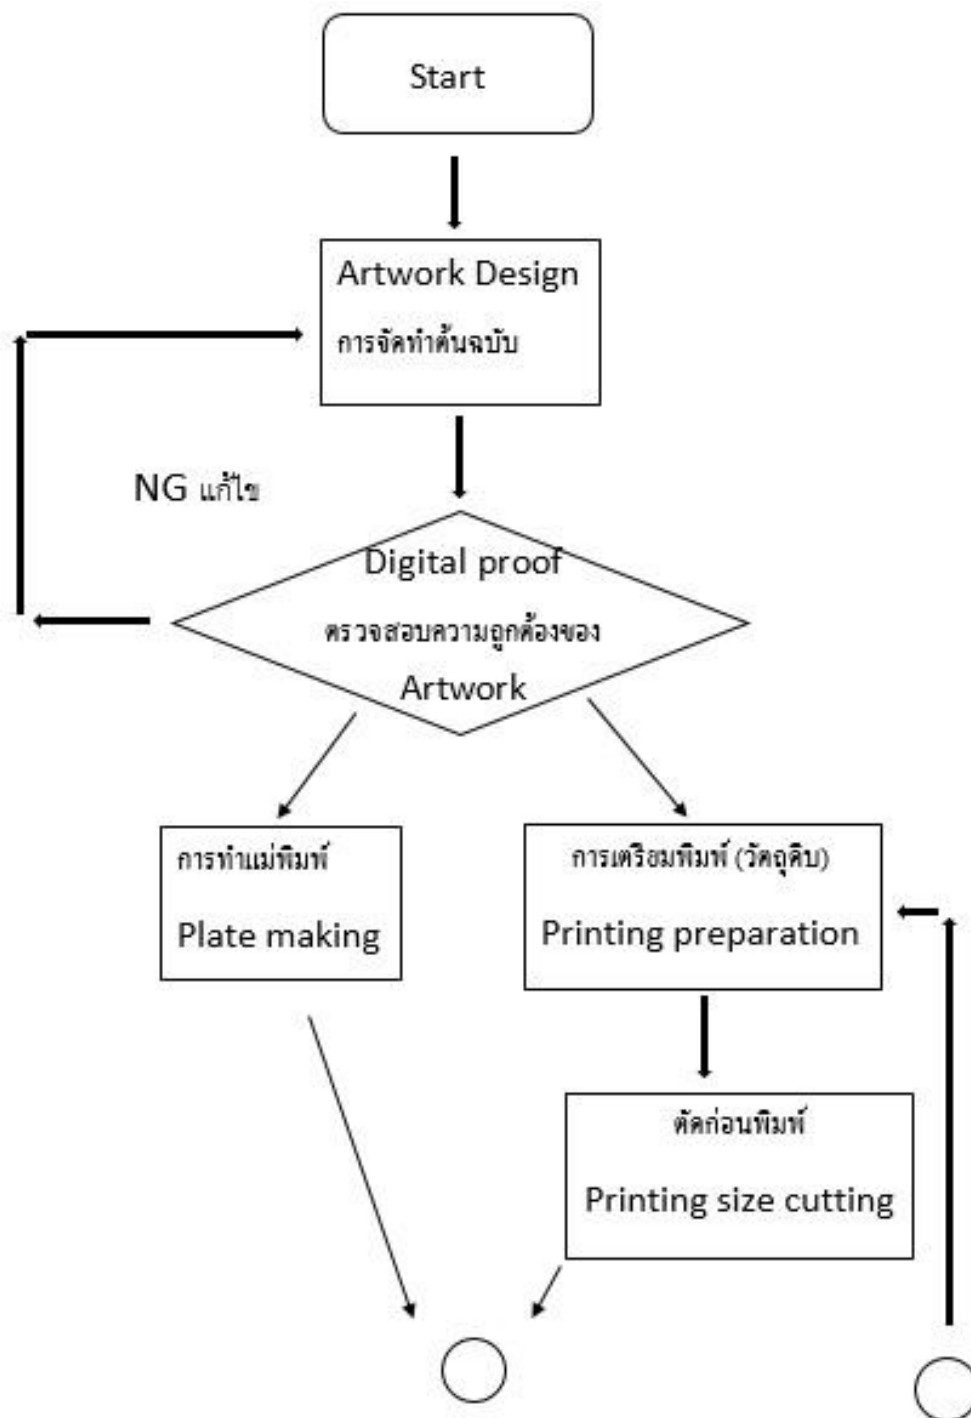 Start
Artwork Design
การจัดทำต้นฉบับ
NG แก้ไข
Digital proof
ตรวจสอบความถูกต้องของ
Artwork
การทำแม่พิมพ์
Plate making
การเตรียมพิมพ์ (วัตถุดิบ)
Printing preparation
ตัดก่อนพิมพ์
Printing size cutting